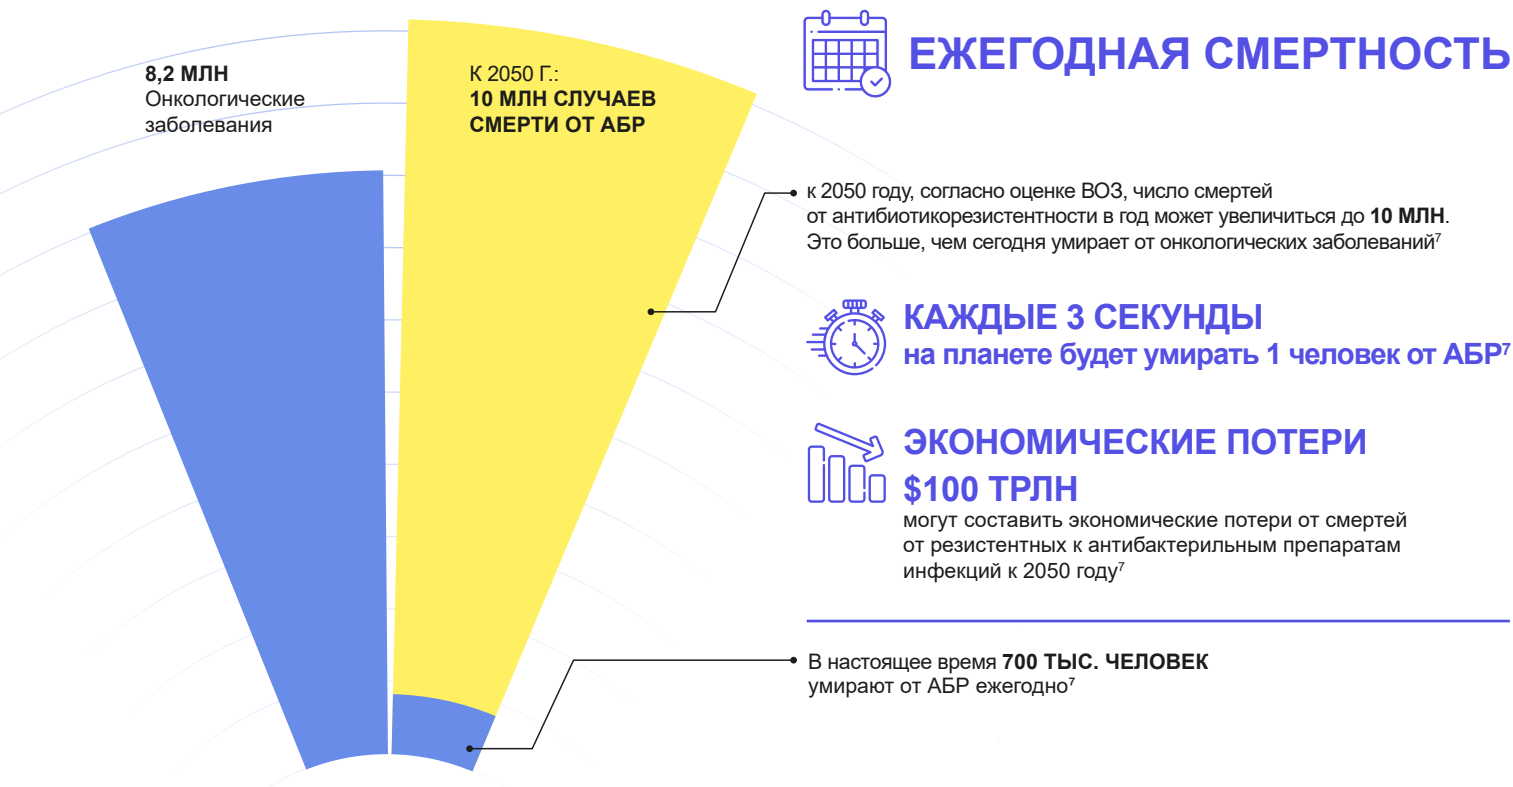 8,2 МЛН
Онкологические
заболевания
К 2050 Г.:
10 МЛН СЛУЧАЕВ
СМЕРТИ ОТ АБР
ЕЖЕГОДНАЯ СМЕРТНОСТЬ
к 2050 году, согласно оценке ВОЗ, число смертей
от антибиотикорезистентности в год может увеличиться до 10 МЛН.
Это больше, чем сегодня умирает от онкологических заболеваний⁷
КАЖДЫЕ 3 СЕКУНДЫ
на планете будет умирать 1 человек от АБР⁷
ЭКОНОМИЧЕСКИЕ ПОТЕРИ
$100 ТРЛН
могут составить экономические потери от смертей
от резистентных к антибактерильным препаратам
инфекций к 2050 году⁷
В настоящее время 700 ТЫС. ЧЕЛОВЕК
умирают от АБР ежегодно⁷